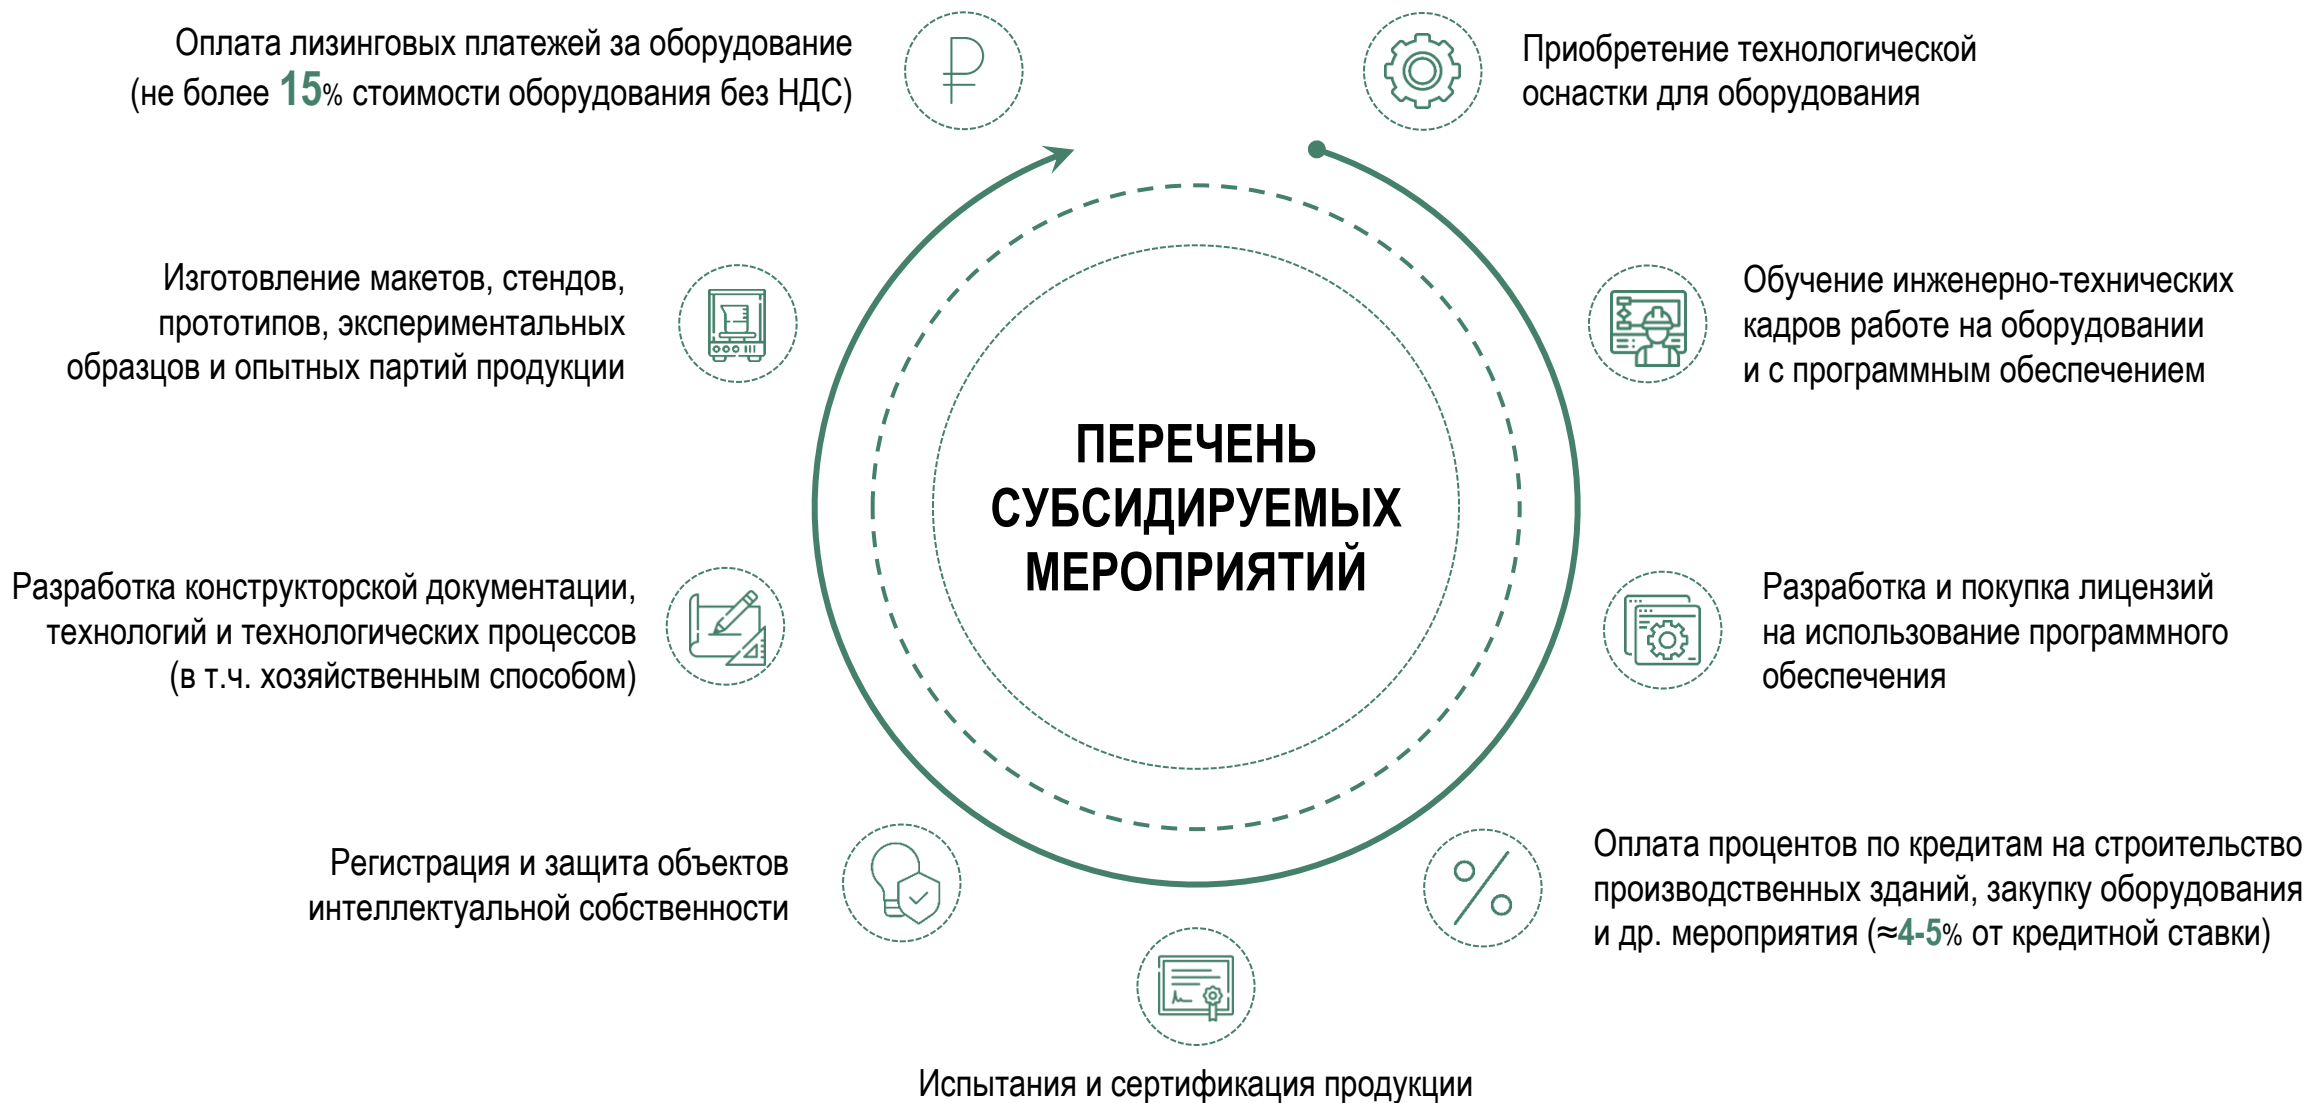 Оплата лизинговых платежей за оборудование
(не более 15% стоимости оборудования без НДС)
Приобретение технологической
оснастки для оборудования
Изготовление макетов, стендов,
прототипов, экспериментальных
образцов и опытных партий продукции
Обучение инженерно-технических
кадров работе на оборудовании
и с программным обеспечением
ПЕРЕЧЕНЬ
СУБСИДИРУЕМЫХ
МЕРОПРИЯТИЙ
Разработка конструкторской документации,
технологий и технологических процессов
(в т.ч. хозяйственным способом)
Разработка и покупка лицензий
на использование программного
обеспечения
Регистрация и защита объектов
интеллектуальной собственности
Оплата процентов по кредитам на строительство
производственных зданий, закупку оборудования
и др. мероприятия (≈4-5% от кредитной ставки)
Испытания и сертификация продукции